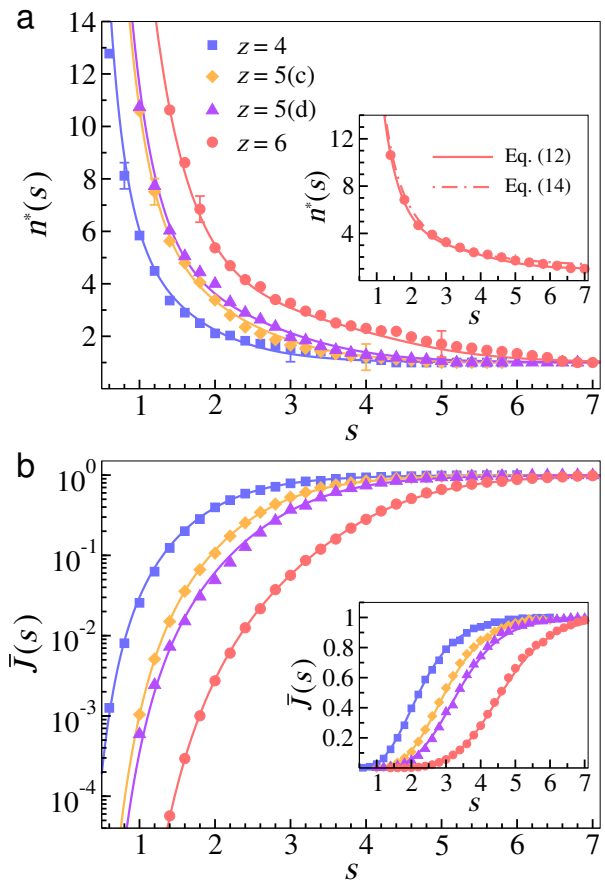 a
14
12
10
8
6
4
2
n*(s)
z = 4
z = 5(c)
z = 5(d)
z = 6
12
8
4
n*(s)
Eq. (12)
Eq. (14)
1 2 3 4 5 6 7
s
1 2 3 4 5 6 7
s
b
10^0
10^-1
10^-2
10^-3
10^-4
J̄(s)
1
0.8
0.6
0.4
0.2
J̄(s)
1 2 3 4 5 6 7
s
1 2 3 4 5 6 7
s